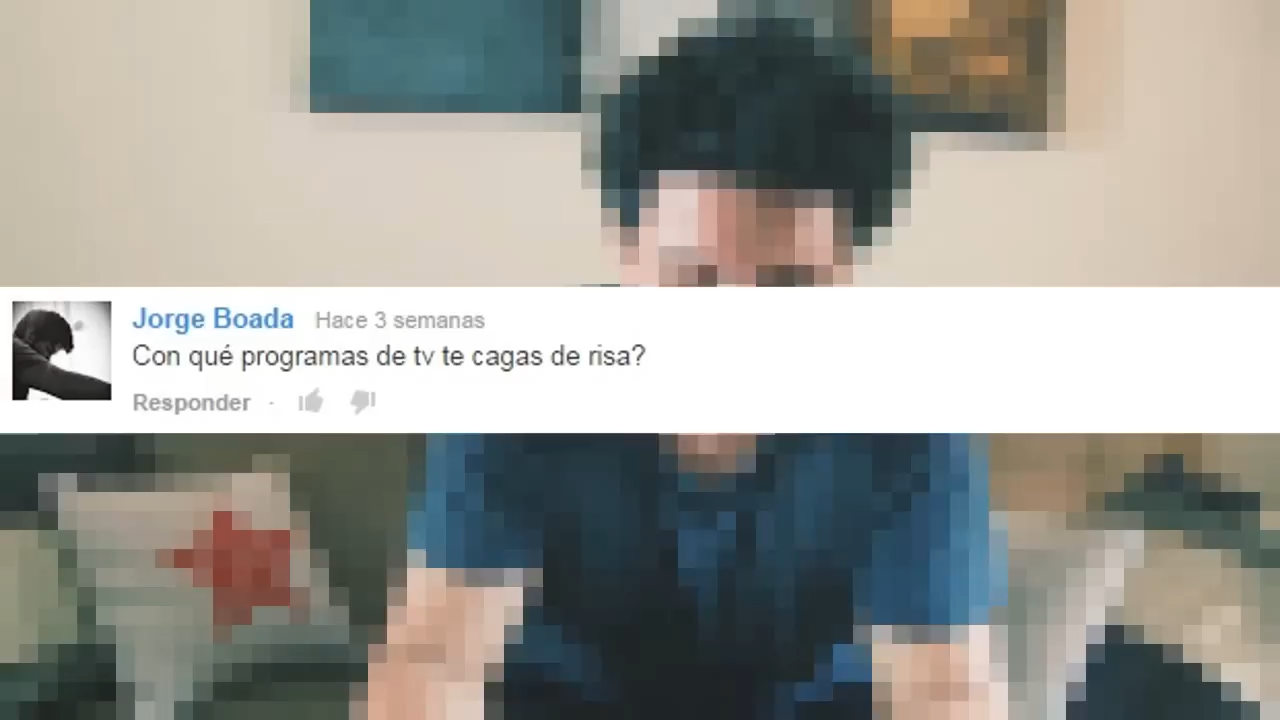 Jorge Boada Hace 3 semanas
Con qué programas de tv te cagas de risa?
Responder ·